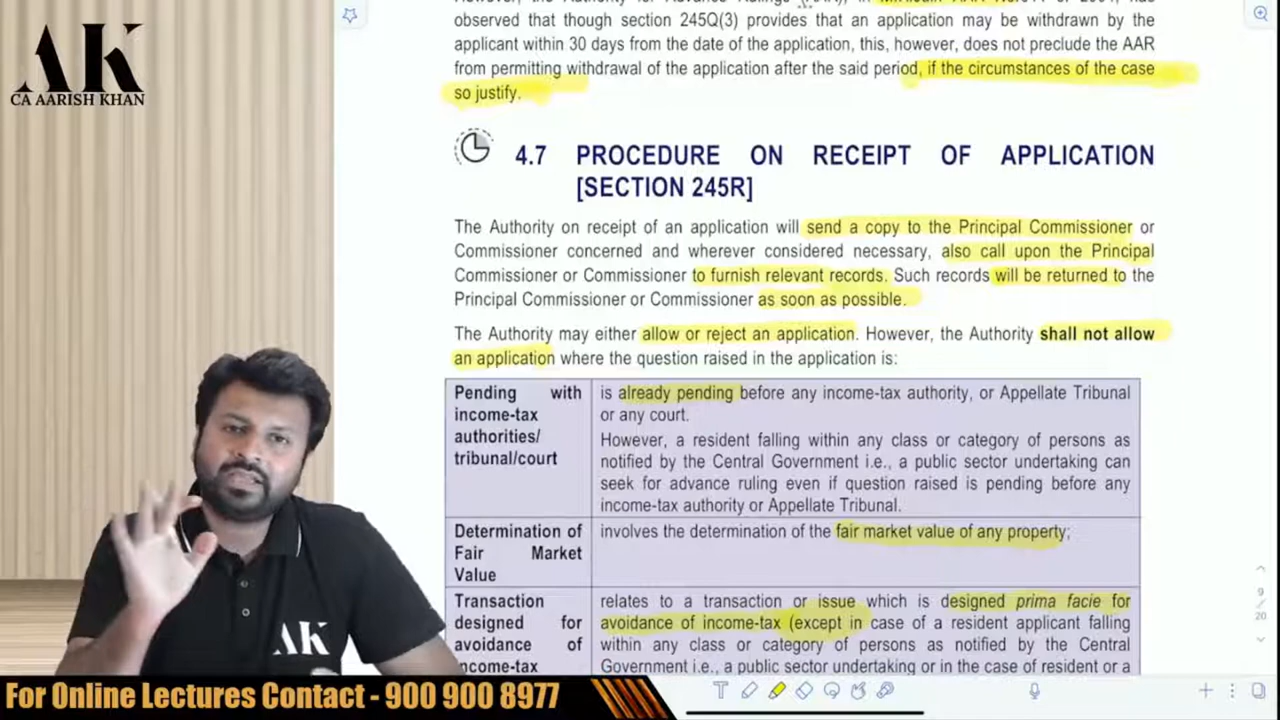 AK
CA AARISH KHAN
observed that though section 245Q(3) provides that an application may be withdrawn by the
applicant within 30 days from the date of the application, this, however, does not preclude the AAR
from permitting withdrawal of the application after the said period, if the circumstances of the case
so justify.
4.7 PROCEDURE ON RECEIPT OF APPLICATION
[SECTION 245R]
The Authority on receipt of an application will send a copy to the Principal Commissioner or
Commissioner concerned and wherever considered necessary, also call upon the Principal
Commissioner or Commissioner to furnish relevant records. Such records will be returned to the
Principal Commissioner or Commissioner as soon as possible.
The Authority may either allow or reject an application. However, the Authority shall not allow
an application where the question raised in the application is:
Pending with
income-tax
authorities/
tribunal/court
is already pending before any income-tax authority, or Appellate Tribunal
or any court.
However, a resident falling within any class or category of persons as
notified by the Central Government i.e., a public sector undertaking can
seek for advance ruling even if question raised is pending before any
income-tax authority or Appellate Tribunal.
Determination of
Fair Market
Value
involves the determination of the fair market value of any property;
Transaction
designed for
avoidance of
income-tax
relates to a transaction or issue which is designed prima facie for
avoidance of income-tax (except in case of a resident applicant falling
within any class or category of persons as notified by the Central
Government i.e., a public sector undertaking or in the case of resident or a
9
/
20
AK
For Online Lectures Contact - 900 900 8977